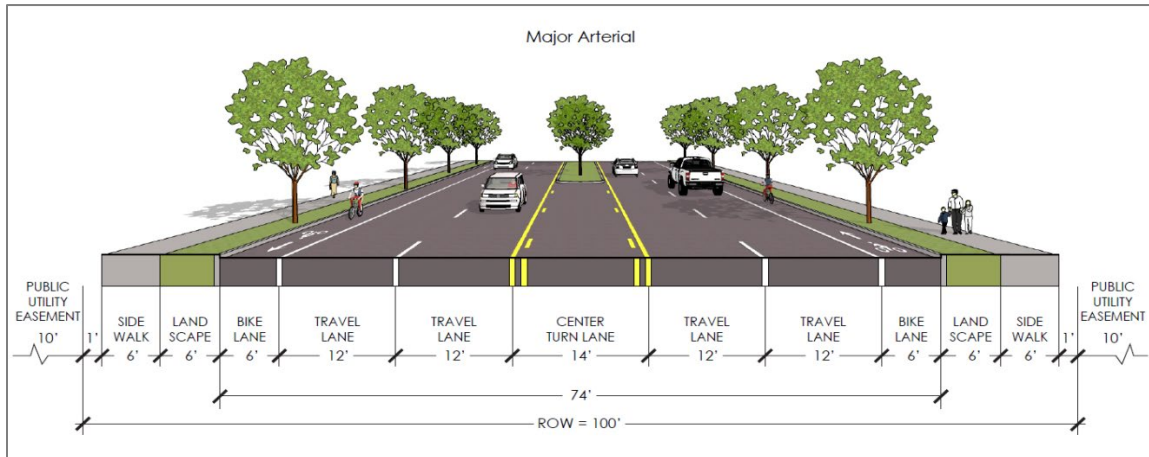 Major Arterial
PUBLIC
UTILITY
EASEMENT
10'
1'
SIDE
WALK
6'
LAND
SCAPE
6'
BIKE
LANE
6'
TRAVEL
LANE
12'
TRAVEL
LANE
12'
CENTER
TURN LANE
14'
TRAVEL
LANE
12'
TRAVEL
LANE
12'
BIKE
LANE
6'
LAND
SCAPE
6'
SIDE
WALK
6'
1'
PUBLIC
UTILITY
EASEMENT
10'
74'
ROW = 100'